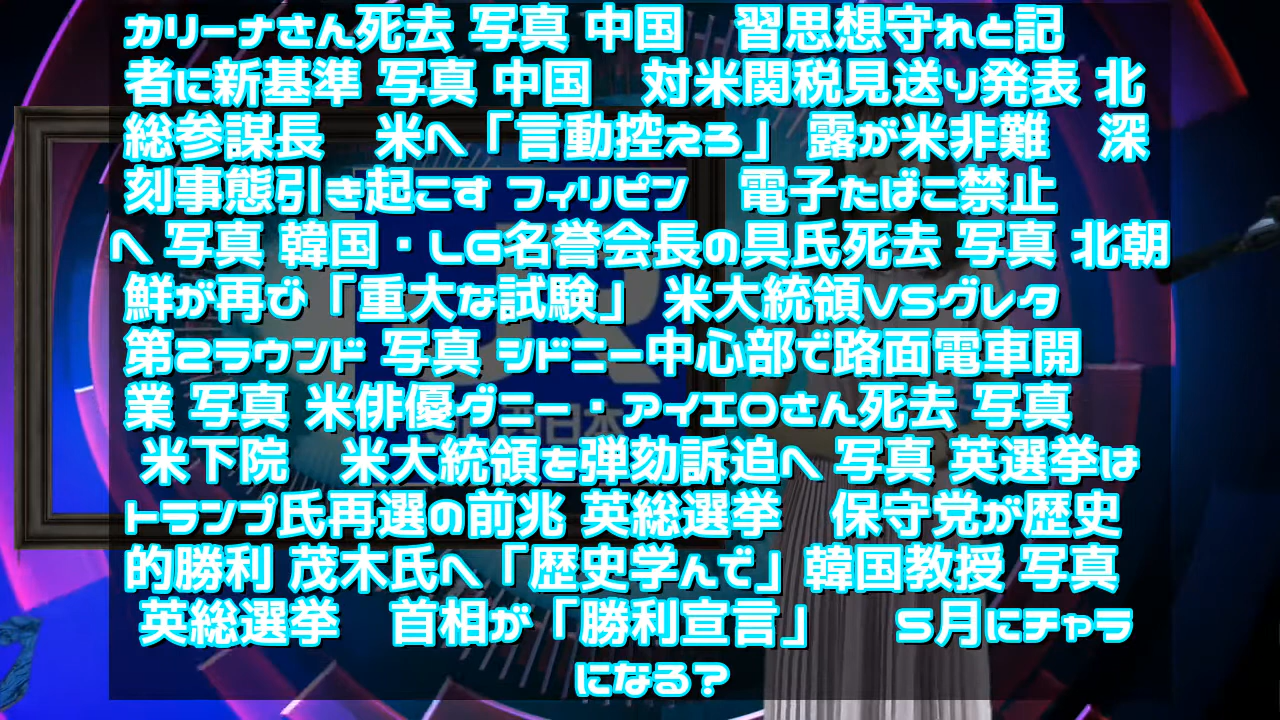 カリーナさん死去 写真 中国　習思想守れと記
者に新基準 写真 中国　対米関税見送り発表 北
総参謀長　米へ「言動控えろ」 露が米非難　深
刻事態引き起こす フィリピン　電子たばこ禁止
へ 写真 韓国・LG名誉会長の具氏死去 写真 北朝
鮮が再び「重大な試験」 米大統領VSグレタ
第2ラウンド 写真 シドニー中心部で路面電車開
業 写真 米俳優ダニー・アイエロさん死去 写真
米下院　米大統領を弾劾訴追へ 写真 英選挙は
トランプ氏再選の前兆 英総選挙　保守党が歴史
的勝利 茂木氏へ「歴史学んで」韓国教授 写真
英総選挙　首相が「勝利宣言」　5月にチャラ
になる?